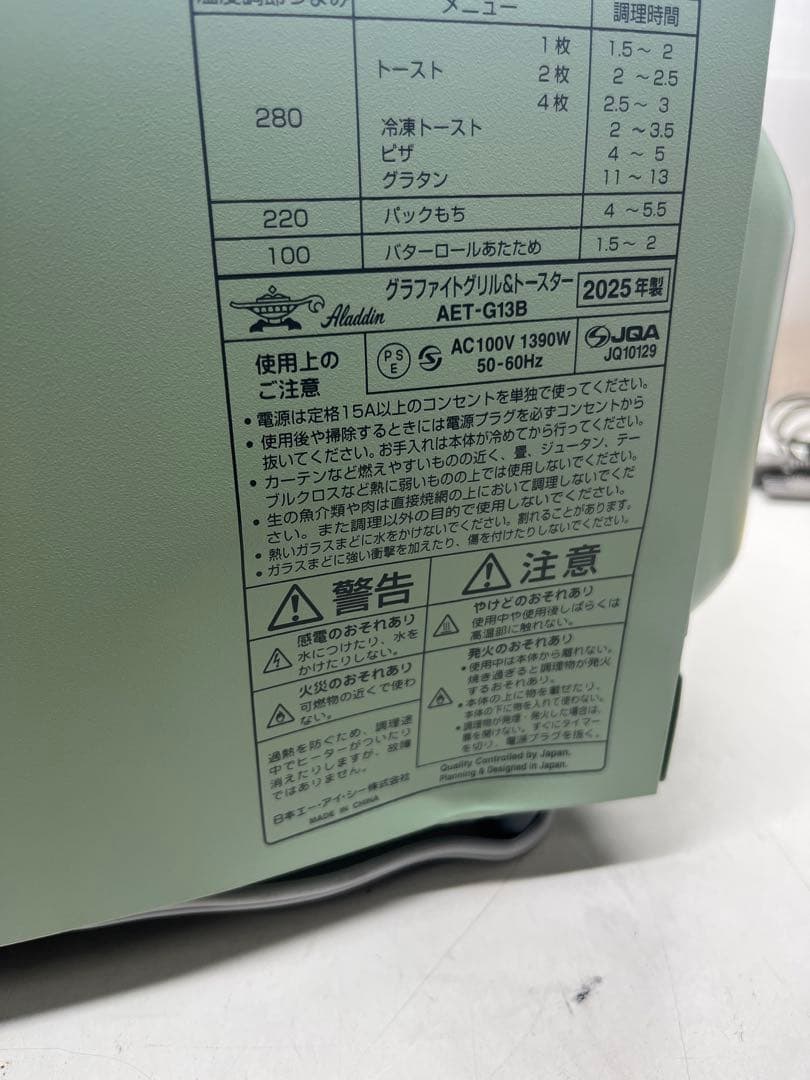 温度調節つまみ メニュー 調理時間
280 トースト 1枚 1.5～ 2
2枚 2 ～2.5
4枚 2.5～ 3
冷凍トースト 2 ～3.5
ピザ 4 ～ 5
グラタン 11～ 13
220 パックもち 4 ～5.5
100 バターロールあたため 1.5～ 2
Aladdin グラファイトグリル&トースター 2025年製
AET-G13B
使用上の
ご注意
PSE AC100V 1390W
50-60Hz
JQA
JQ10129
• 電源は定格15A以上のコンセントを単独で使ってください。
• 使用後や掃除するときには電源プラグを必ずコンセントから
抜いてください。お手入れは本体が冷めてから行ってください。
• カーテンなど燃えやすいものの近く、畳、ジュータン、テー
ブルクロスなど熱に弱いものの上では使用しないでください。
• 生の魚介類や肉は直接焼網の上において調理しないでくだ
さい。また調理以外の目的で使用しないでください。
• 熱いガラスまどに水をかけないでください。割れることがあります。
• ガラスまどに強い衝撃を加えたり、傷を付けたりしないでください。
警告
感電のおそれあり
水につけたり、水を
かけたりしない。
火災のおそれあり
可燃物の近くで使わ
ない。
過熱を防ぐため、調理途
中でヒーターがついたり
消えたりしますが、故障
ではありません。
日本エー・アイ・シー株式会社
MADE IN CHINA
注意
やけどのおそれあり
使用中や使用後しばらくは
高温部に触れない。
発火のおそれあり
• 使用中は本体から離れない。
焼き過ぎると調理物が発火
するおそれあり。
• 本体の上に物を載せたり、
本体の下に物を入れて使わない。
• 調理物が発煙・発火した場合は、
扉を開けない。すぐにタイマー
を切り、電源プラグを抜く。
Quality Controlled by Japan.
Planning & Designed in Japan.